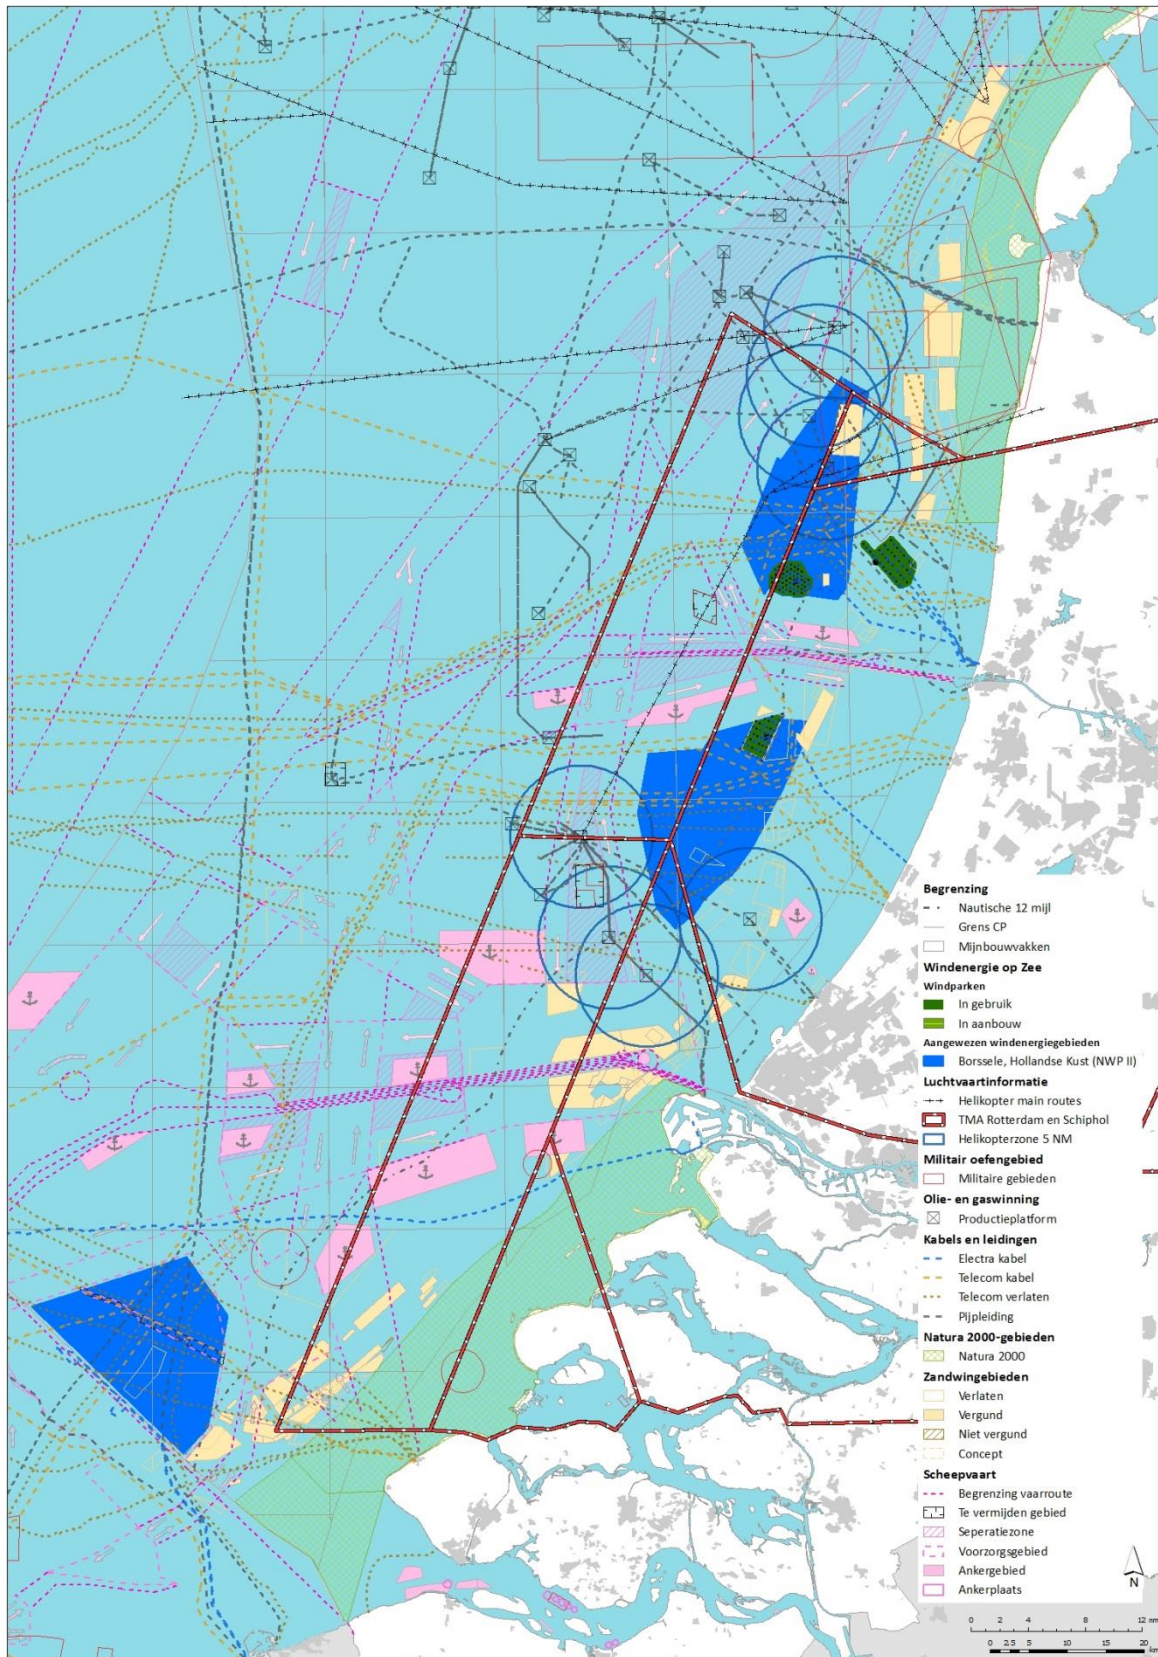 Begrenzing
Nautische 12 mijl
Grens CP
Mijnbouwvakken
Windenergie op Zee
Windparken
In gebruik
In aanbouw
Aangewezen windenergiegebieden
Borssele, Hollandse Kust (NWP II)
Luchtvaartinformatie
Helikopter main routes
TMA Rotterdam en Schiphol
Helikopterzone 5 NM
Militair oefengebied
Militaire gebieden
Olie- en gaswinning
Productieplatform
Kabels en leidingen
Electra kabel
Telecom kabel
Telecom verlaten
Pijpleiding
Natura 2000-gebieden
Natura 2000
Zandwingebieden
Verlaten
Vergund
Niet vergund
Concept
Scheepvaart
Begrenzing vaarroute
Te vermijden gebied
Seperatiezone
Voorzorgsgebied
Ankergebied
Ankerplaats
N
0 2 4 8 12 nm
0 2.5 5 10 15 20 km